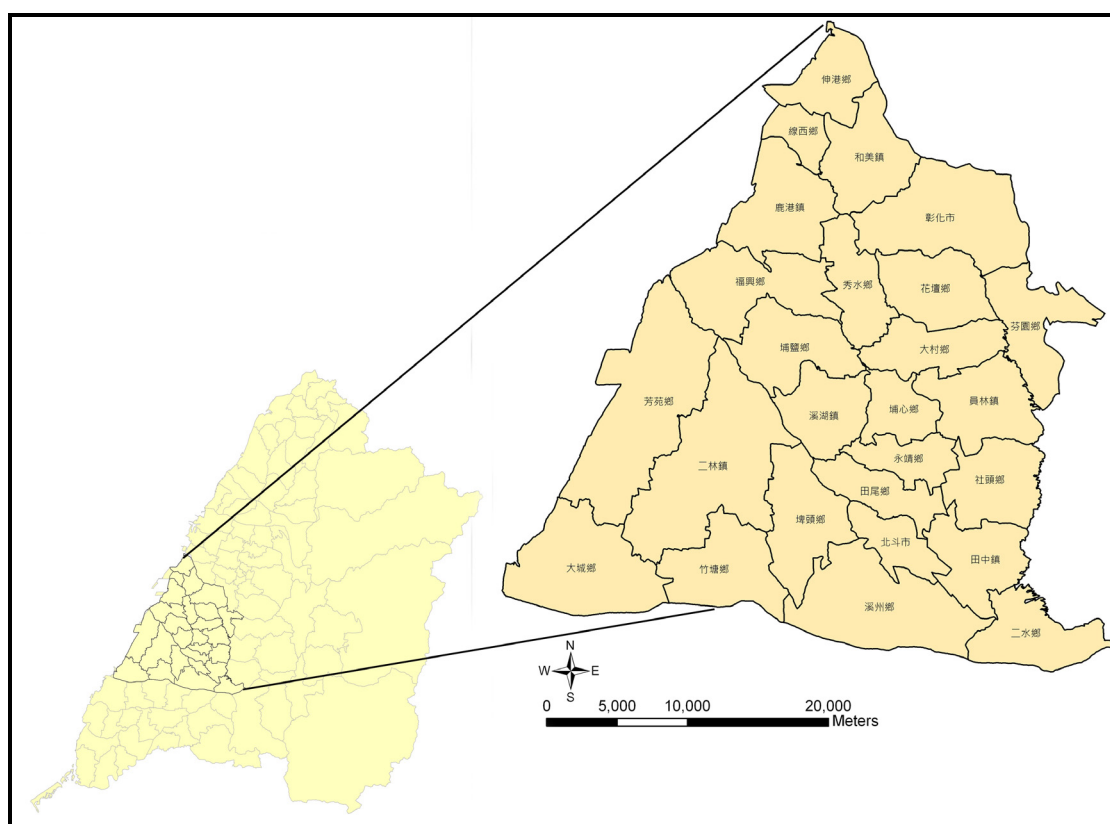 伸港鄉
線西鄉
和美鎮
鹿港鎮
彰化市
福興鄉
秀水鄉
花壇鄉
芬園鄉
埔鹽鄉
大村鄉
芳苑鄉
溪湖鎮
埔心鄉
員林鎮
二林鎮
永靖鄉
社頭鄉
田尾鄉
埤頭鄉
北斗市
田中鎮
大城鄉
竹塘鄉
溪州鄉
二水鄉
N
W E
S
0 5,000 10,000 20,000
Meters